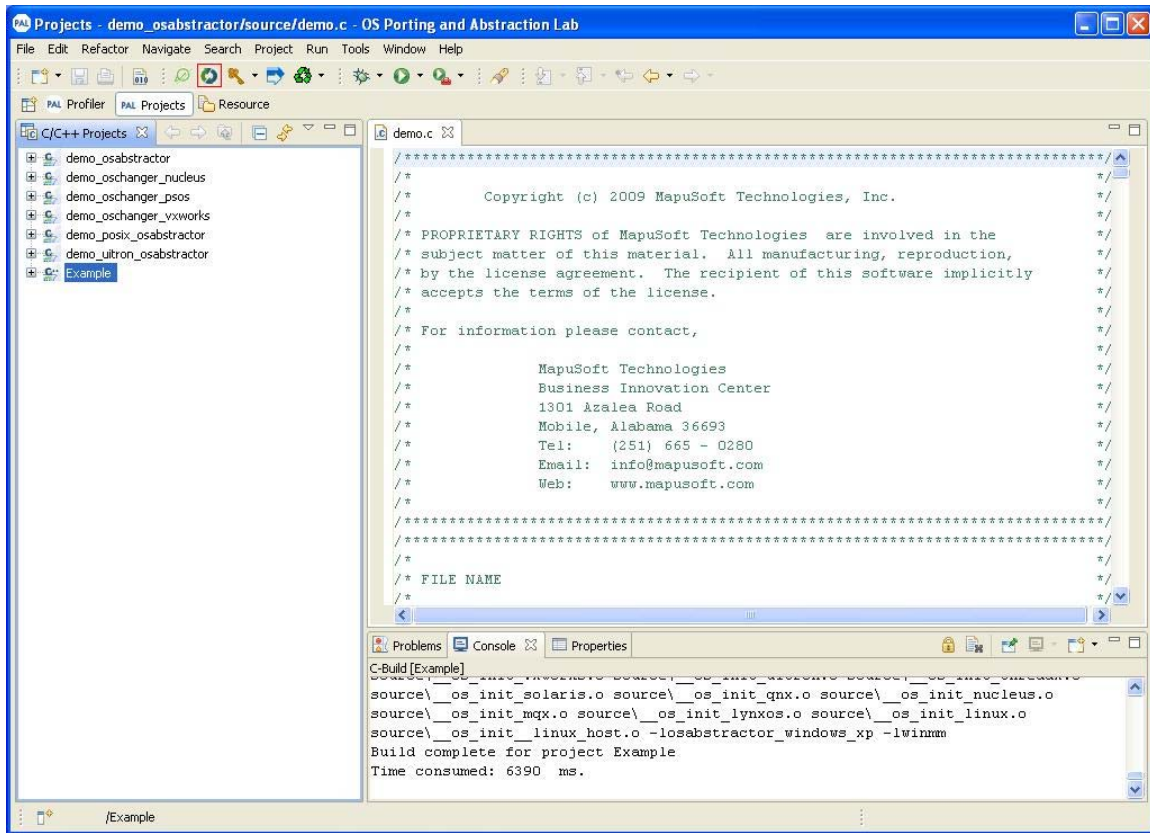 Projects - demo_osabstractor/source/demo.c - OS Porting and Abstraction Lab
File Edit Refactor Navigate Search Project Run Tools Window Help
PAL Profiler PAL Projects Resource
C/C++ Projects
demo_osabstractor
demo_oschanger_nucleus
demo_oschanger_psos
demo_oschanger_vxworks
demo_posix_osabstractor
demo_uitron_osabstractor
Example
demo.c
/*****************************************************************************/
/* */
/* Copyright (c) 2009 MapuSoft Technologies, Inc. */
/* */
/* PROPRIETARY RIGHTS of MapuSoft Technologies are involved in the */
/* subject matter of this material. All manufacturing, reproduction, */
/* by the license agreement. The recipient of this software implicitly */
/* accepts the terms of the license. */
/* */
/* For information please contact, */
/* */
/* MapuSoft Technologies */
/* Business Innovation Center */
/* 1301 Azalea Road */
/* Mobile, Alabama 36693 */
/* Tel: (251) 665 - 0280 */
/* Email: info@mapusoft.com */
/* Web: www.mapusoft.com */
/* */
/*****************************************************************************/
/*****************************************************************************/
/* */
/* FILE NAME */
/* */
Problems Console Properties
C-Build [Example]
source\__os_init_solaris.o source\__os_init_qnx.o source\__os_init_nucleus.o
source\__os_init_mqx.o source\__os_init_lynxos.o source\__os_init_linux.o
source\__os_init__linux_host.o -losabstractor_windows_xp -lwinmm
Build complete for project Example
Time consumed: 6390 ms.
/Example